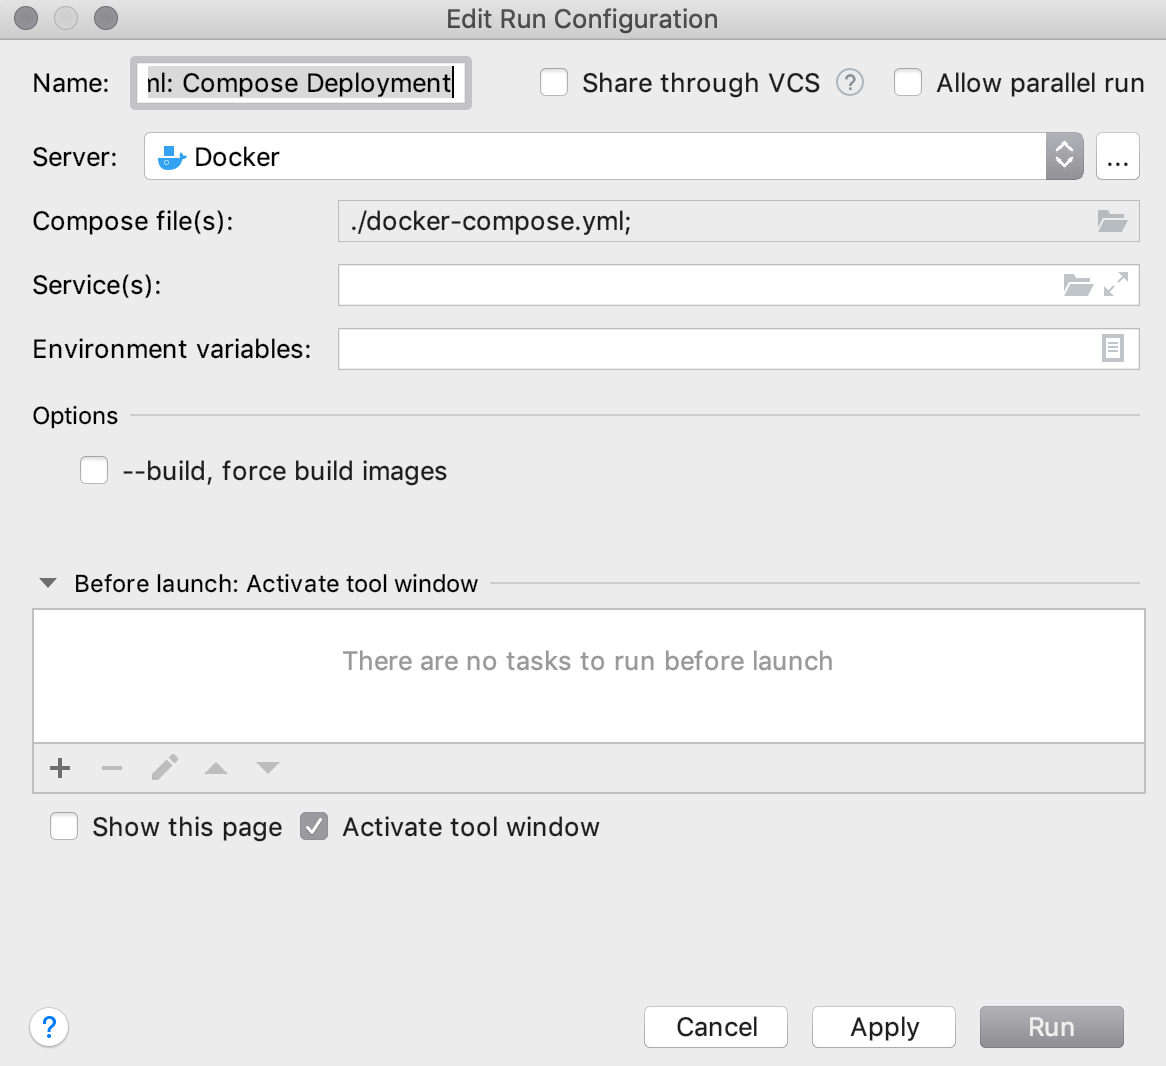 Edit Run Configuration
Name: ml: Compose Deployment Share through VCS ? Allow parallel run
Server: Docker ...
Compose file(s): ./docker-compose.yml;
Service(s):
Environment variables:
Options
--build, force build images
Before launch: Activate tool window
There are no tasks to run before launch
Show this page Activate tool window
? Cancel Apply Run